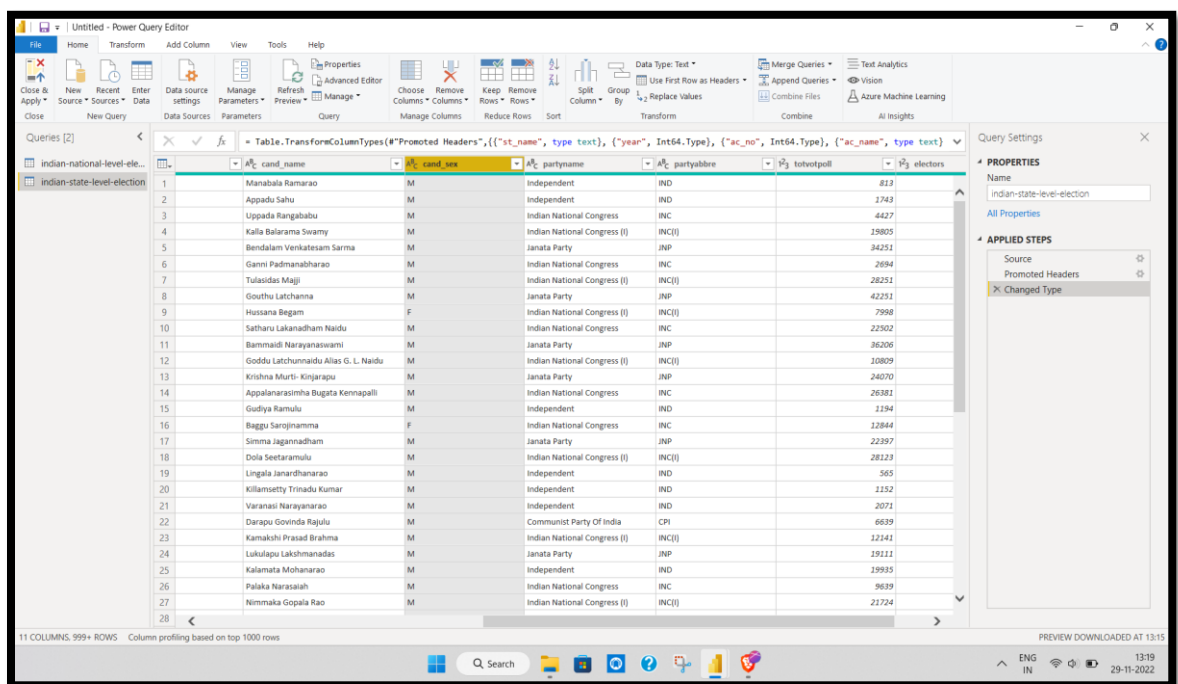 Untitled - Power Query Editor
File Home Transform Add Column View Tools Help
Close & Apply
New Source
Recent Sources
Enter Data
Data source settings
Manage Parameters
Refresh Preview
Properties
Advanced Editor
Manage
Choose Columns
Remove Columns
Keep Rows
Remove Rows
Split Column
Group By
Data Type: Text
Use First Row as Headers
Replace Values
Merge Queries
Append Queries
Combine Files
Text Analytics
Vision
Azure Machine Learning
Close New Query Data Sources Parameters Query Manage Columns Reduce Rows Sort Transform Combine AI Insights
Queries [2]
indian-national-level-ele...
indian-state-level-election
fx = Table.TransformColumnTypes(#"Promoted Headers",{{"st_name", type text}, {"year", Int64.Type}, {"ac_no", Int64.Type}, {"ac_name", type text}
cand_name cand_sex partyname partyabbre totvotpoll electors
1 Manabala Ramarao M Independent IND 813
2 Appadu Sahu M Independent IND 1743
3 Uppada Rangababu M Indian National Congress INC 4427
4 Kalla Balarama Swamy M Indian National Congress (I) INC(I) 19805
5 Bendalam Venkatesam Sarma M Janata Party JNP 34251
6 Ganni Padmanabharao M Indian National Congress INC 2694
7 Tulasidas Majji M Indian National Congress (I) INC(I) 28251
8 Gouthu Latchanna M Janata Party JNP 42251
9 Hussana Begam F Indian National Congress (I) INC(I) 7998
10 Satharu Lakanadham Naidu M Indian National Congress INC 22502
11 Bammaidi Narayanaswami M Janata Party JNP 36206
12 Goddu Latchunnaidu Alias G. L. Naidu M Indian National Congress (I) INC(I) 10809
13 Krishna Murti- Kinjarapu M Janata Party JNP 24070
14 Appalanarasimha Bugata Kennapalli M Indian National Congress INC 26381
15 Gudiya Ramulu M Independent IND 1194
16 Baggu Sarojinamma F Indian National Congress INC 12844
17 Simma Jagannadham M Janata Party JNP 22397
18 Dola Seetaramulu M Indian National Congress (I) INC(I) 28123
19 Lingala Janardhanarao M Independent IND 565
20 Killamsetty Trinadu Kumar M Independent IND 1152
21 Varanasi Narayanarao M Independent IND 2071
22 Darapu Govinda Rajulu M Communist Party Of India CPI 6639
23 Kamakshi Prasad Brahma M Indian National Congress (I) INC(I) 12141
24 Lukulapu Lakshmanadas M Janata Party JNP 19111
25 Kalamata Mohanarao M Independent IND 19935
26 Palaka Narasaiah M Indian National Congress INC 9639
27 Nimmaka Gopala Rao M Indian National Congress (I) INC(I) 21724
28
Query Settings
PROPERTIES
Name
indian-state-level-election
All Properties
APPLIED STEPS
Source
Promoted Headers
Changed Type
11 COLUMNS, 999+ ROWS Column profiling based on top 1000 rows
PREVIEW DOWNLOADED AT 13:15
Search
ENG IN
13:19
29-11-2022